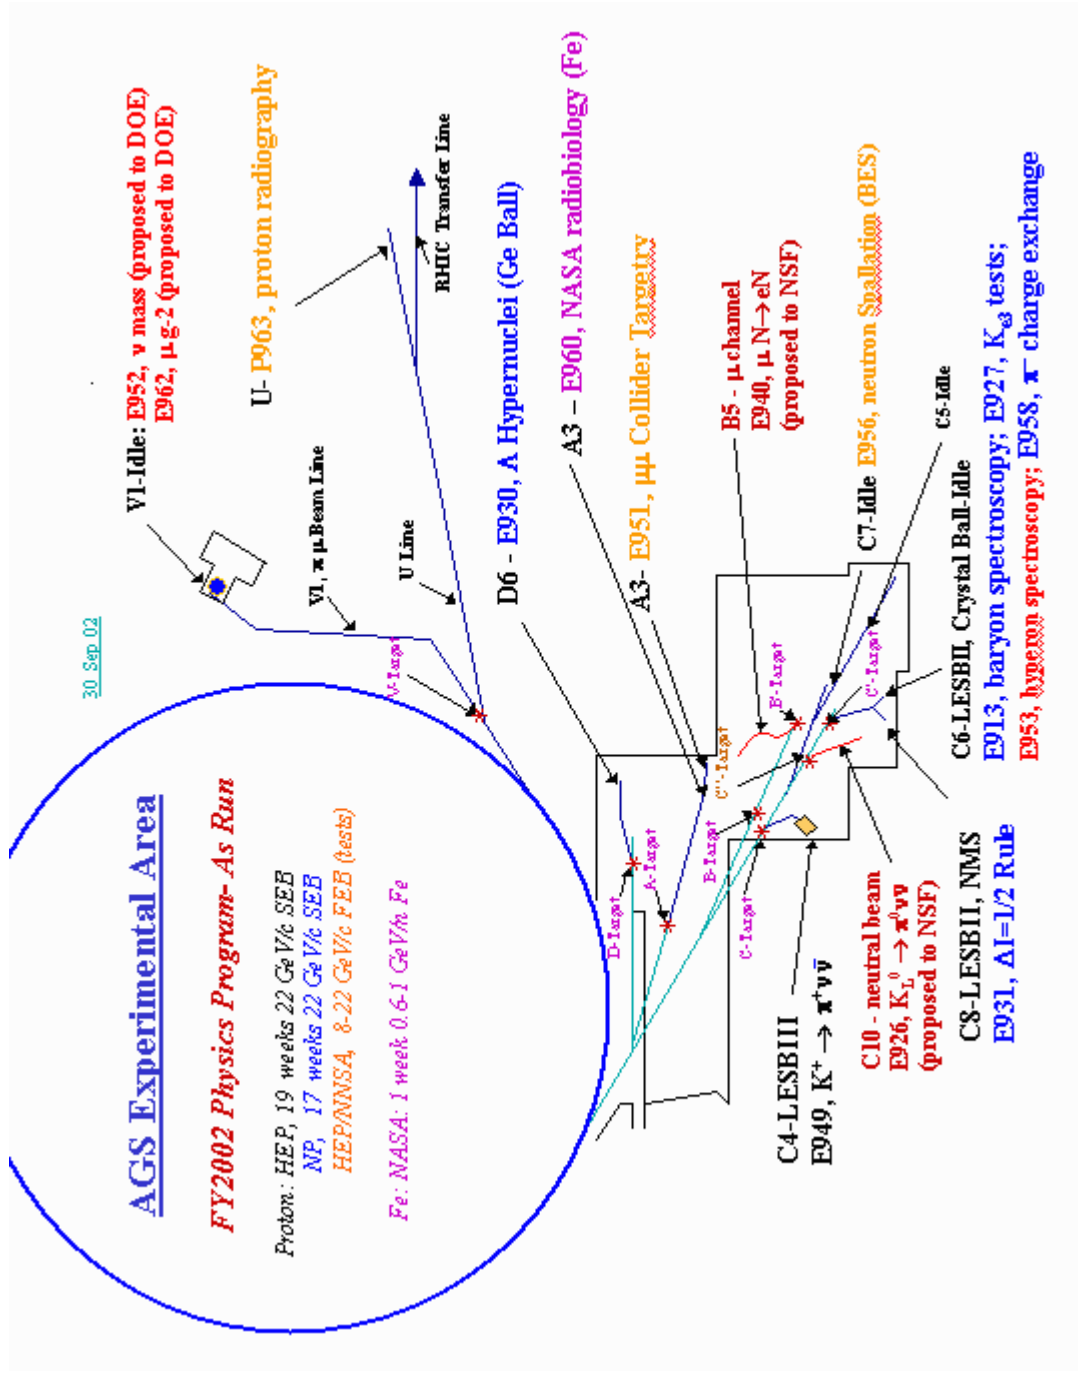 30 Sep 02
AGS Experimental Area
FY2002 Physics Program- As Run
Proton: HEP, 19 weeks 22 GeV/c SEB
NP, 17 weeks 22 GeV/c SEB
HEP/NNSA, 8-22 GeV/c FEB (tests)
Fe: NASA: 1 week 0.6-1 GeV/n Fe
V1-Idle: E952, ν mass (proposed to DOE)
E962, μ g-2 (proposed to DOE)
U- P963, proton radiography
V1, π μ Beam Line
U Line
RHIC Transfer Line
V-Target
D6 - E930, Λ Hypernuclei (Ge Ball)
A3 – E960, NASA radiobiology (Fe)
A3- E951, μμ Collider Targetry
D-Target
A-Target
B-Target
C-Target
C''-Target
B'-Target
C'-Target
B5 - μ channel
E940, μ N→eN
(proposed to NSF)
C7-Idle E956, neutron Spallation (BES)
C5-Idle
C4-LESBIII
E949, K⁺ → π⁺νν̄
C10 - neutral beam
E926, K_L⁰ → π⁰νν
(proposed to NSF)
C8-LESBII, NMS
E931, ΔI=1/2 Rule
C6-LESBII, Crystal Ball-Idle
E913, baryon spectroscopy; E927, Kₑ₃ tests;
E953, hyperon spectroscopy; E958, π⁻ charge exchange